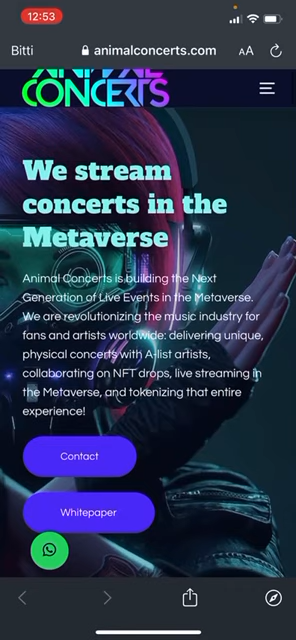 12:53
Bitti
animalconcerts.com
AA
ANIMAL
CONCERTS
We stream
concerts in the
Metaverse
Animal Concerts is building the Next
Generation of Live Events in the Metaverse.
We are revolutionizing the music industry for
fans and artists worldwide: delivering unique,
physical concerts with A-list artists,
collaborating on NFT drops, live streaming in
the Metaverse, and tokenizing that entire
experience!
Contact
Whitepaper